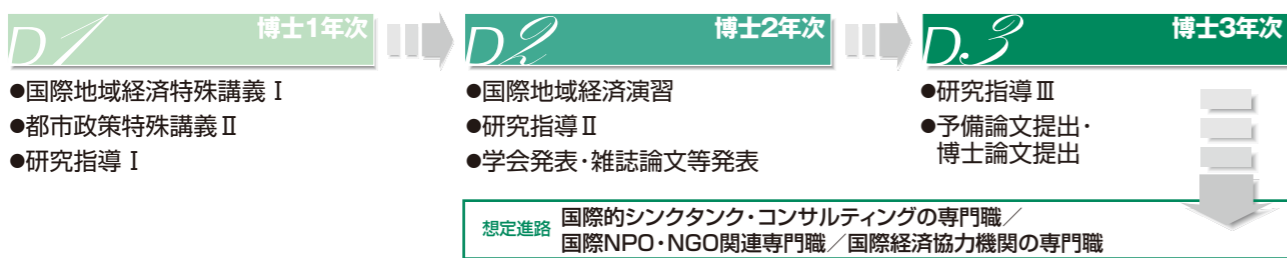 D1 博士1年次
●国際地域経済特殊講義Ⅰ
●都市政策特殊講義Ⅱ
●研究指導Ⅰ
D2 博士2年次
●国際地域経済演習
●研究指導Ⅱ
●学会発表・雑誌論文等発表
D.3 博士3年次
●研究指導Ⅲ
●予備論文提出・
博士論文提出
想定進路 国際的シンクタンク・コンサルティングの専門職/
国際NPO・NGO関連専門職/国際経済協力機関の専門職